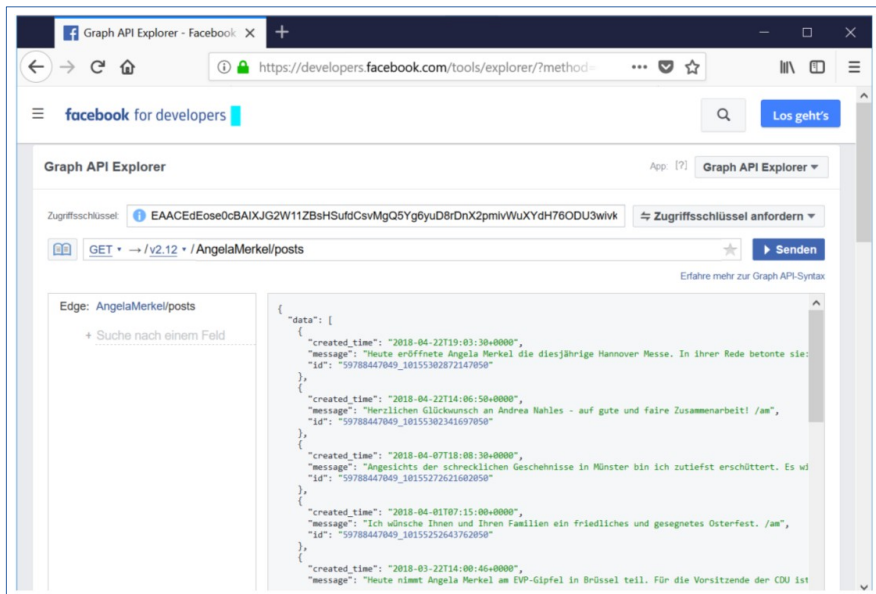 Graph API Explorer - Facebook
https://developers.facebook.com/tools/explorer/?method=
facebook for developers
Los geht's
Graph API Explorer
App: [?] Graph API Explorer
Zugriffsschlüssel: EAACEdEose0cBAIXJG2W11ZBsHSufdCsvMgQ5Yg6yuD8rDnX2pmivWuXYdH76ODU3wivk Zugriffsschlüssel anfordern
GET → / v2.12 / AngelaMerkel/posts Senden
Erfahre mehr zur Graph API-Syntax
Edge: AngelaMerkel/posts
+ Suche nach einem Feld
{
"data": [
{
"created_time": "2018-04-22T19:03:30+0000",
"message": "Heute eröffnete Angela Merkel die diesjährige Hannover Messe. In ihrer Rede betonte sie:
"id": "59788447049_10155302872147050"
},
{
"created_time": "2018-04-22T14:06:50+0000",
"message": "Herzlichen Glückwunsch an Andrea Nahles - auf gute und faire Zusammenarbeit! /am",
"id": "59788447049_10155302341697050"
},
{
"created_time": "2018-04-07T18:08:30+0000",
"message": "Angesichts der schrecklichen Geschehnisse in Münster bin ich zutiefst erschüttert. Es wi
"id": "59788447049_10155272621602050"
},
{
"created_time": "2018-04-01T07:15:00+0000",
"message": "Ich wünsche Ihnen und Ihren Familien ein friedliches und gesegnetes Osterfest. /am",
"id": "59788447049_10155252643762050"
},
{
"created_time": "2018-03-22T14:00:46+0000",
"message": "Heute nimmt Angela Merkel am EVP-Gipfel in Brüssel teil. Für die Vorsitzende der CDU ist